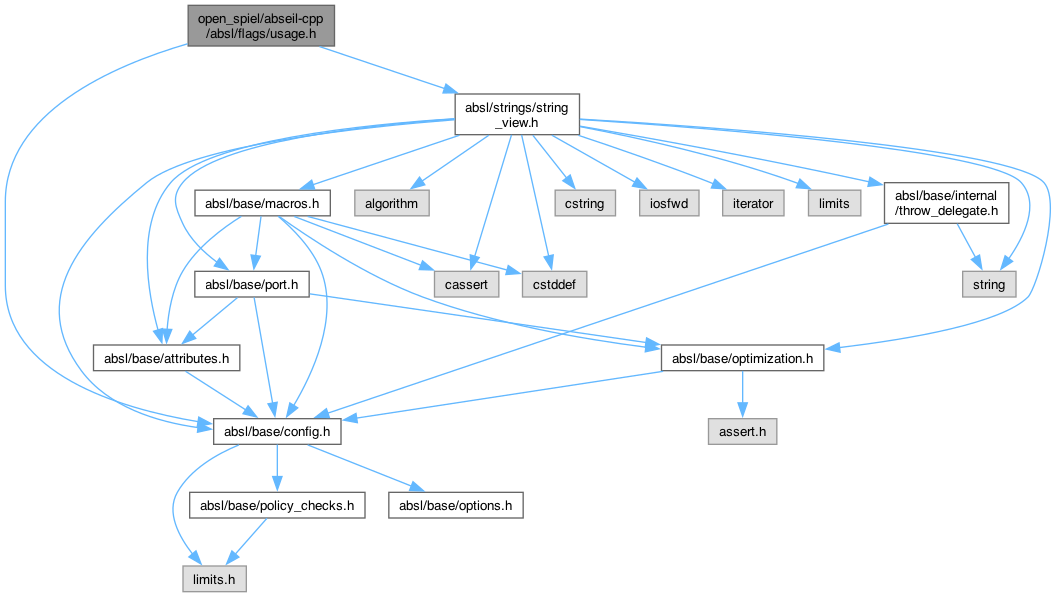 open_spiel/abseil-cpp
/absl/flags/usage.h
absl/strings/string
_view.h
absl/base/macros.h
algorithm
cstring
iosfwd
iterator
limits
absl/base/internal
/throw_delegate.h
absl/base/port.h
cassert
cstddef
string
absl/base/attributes.h
absl/base/optimization.h
absl/base/config.h
assert.h
absl/base/policy_checks.h
absl/base/options.h
limits.h